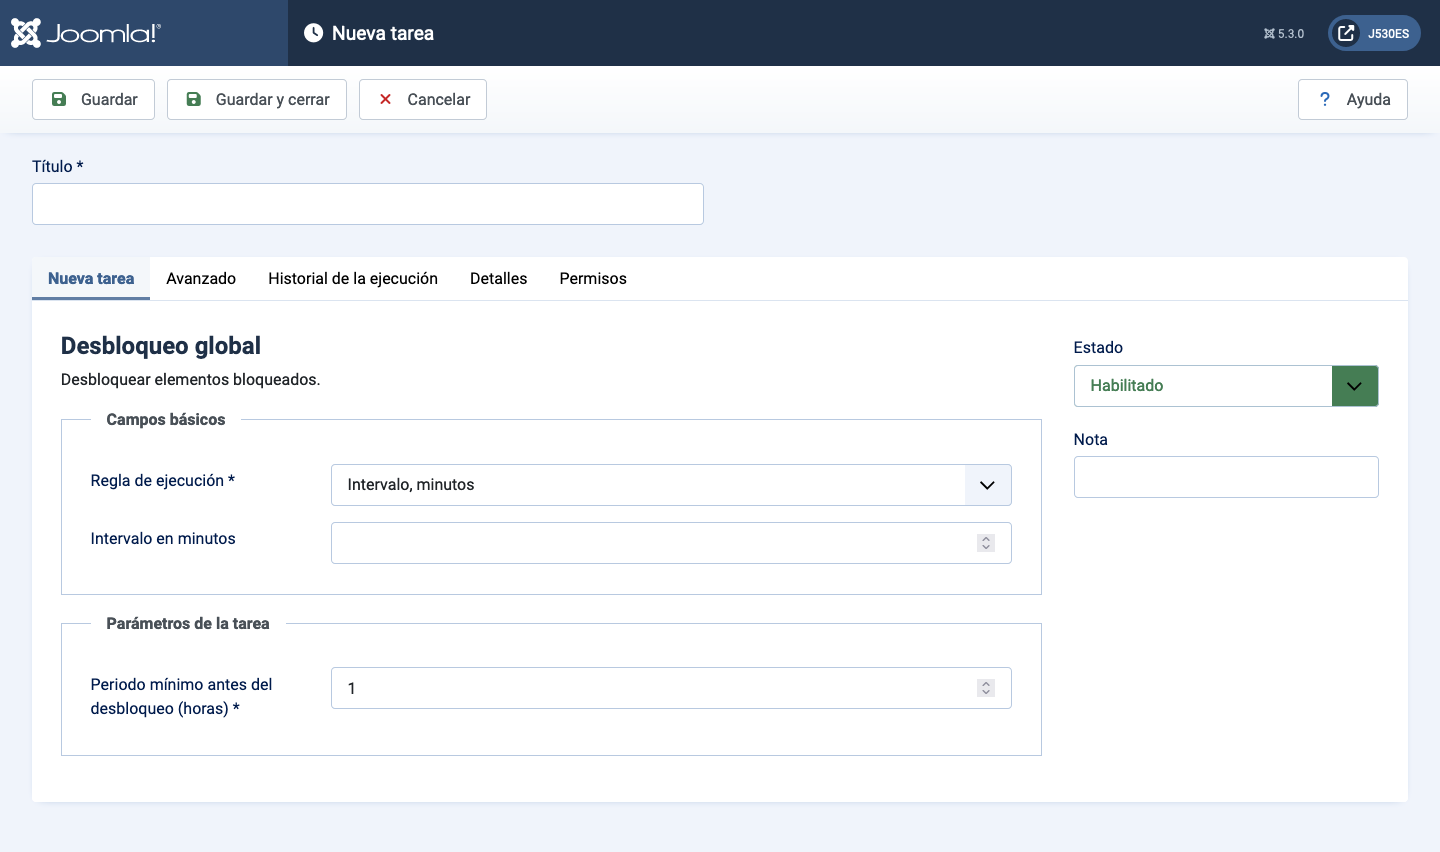 Joomla!®
Nueva tarea
5.3.0
J530ES
Guardar
Guardar y cerrar
Cancelar
? Ayuda
Título *
Nueva tarea
Avanzado
Historial de la ejecución
Detalles
Permisos
Desbloqueo global
Desbloquear elementos bloqueados.
Campos básicos
Regla de ejecución *
Intervalo, minutos
Intervalo en minutos
Parámetros de la tarea
Periodo mínimo antes del
desbloqueo (horas) *
1
Estado
Habilitado
Nota